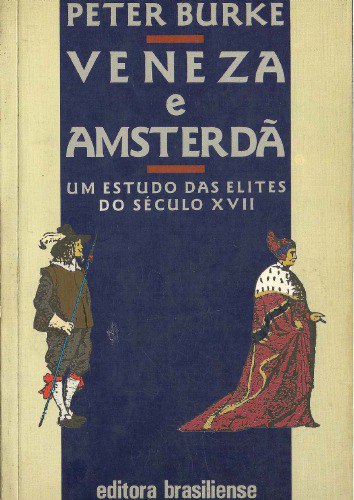 PETER BURKE
VENEZA
e
AMSTERDÃ
UM ESTUDO DAS ELITES
DO SÉCULO XVII
editora brasiliense